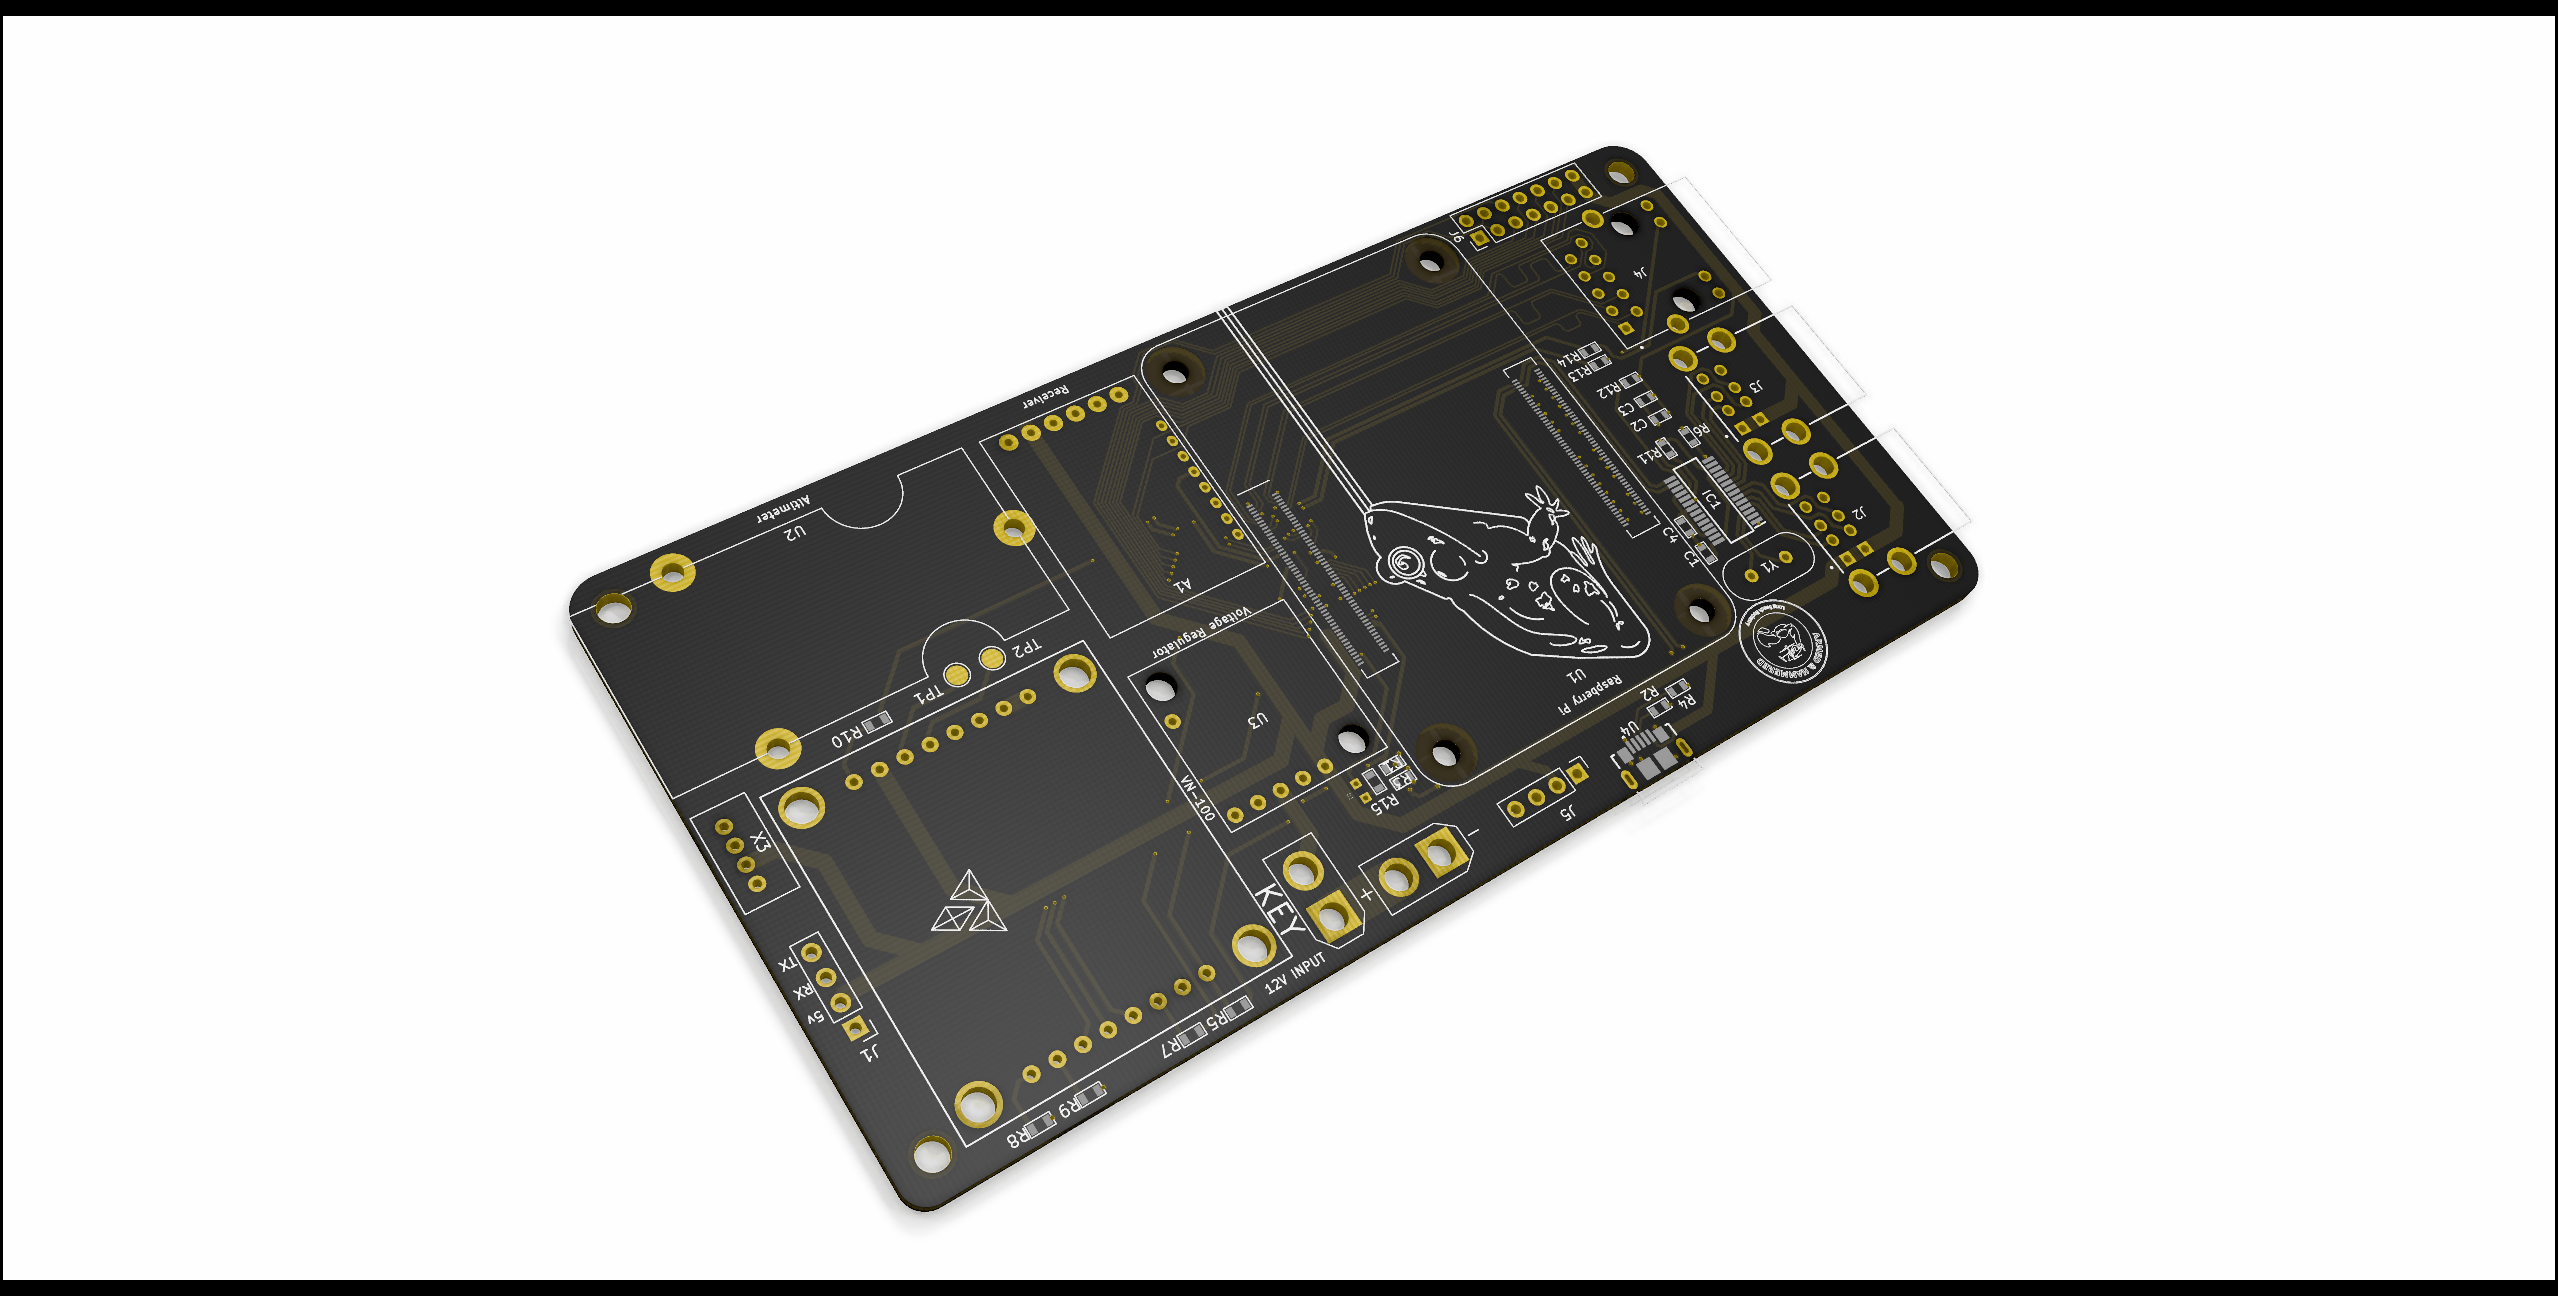 J6
J4
R14
R13
R12
C3
C2
R6
R11
J3
IC1
C4
C1
J2
Y1
ARMED & HAMMERED
Receiver
A1
Altimeter
U2
TP2
TP1
R10
Voltage Regulator
U3
VN-100
U1
Raspberry Pi
R2
R4
U4
R3
R15
J5
+
-
KEY
12V INPUT
X3
TX
RX
5v
J1
R5
R7
R9
R8